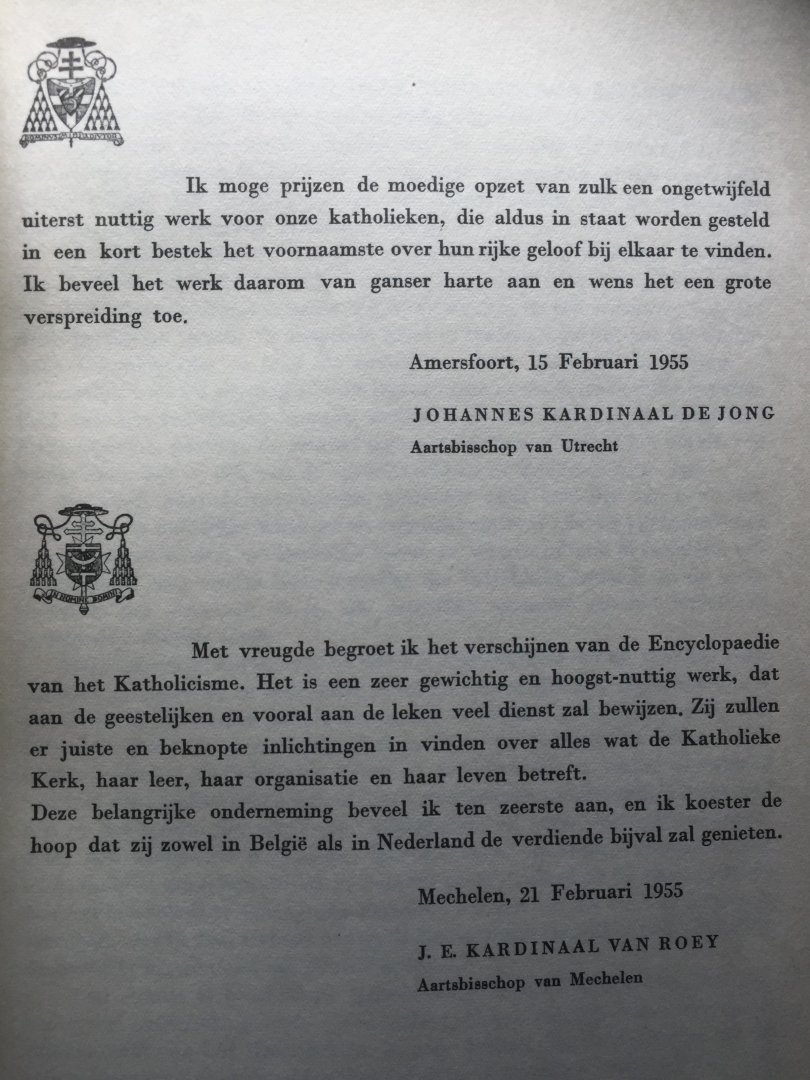 DOMINUS MIHI ADIUTOR
Ik moge prijzen de moedige opzet van zulk een ongetwijfeld
uiterst nuttig werk voor onze katholieken, die aldus in staat worden gesteld
in een kort bestek het voornaamste over hun rijke geloof bij elkaar te vinden.
Ik beveel het werk daarom van ganser harte aan en wens het een grote
verspreiding toe.
Amersfoort, 15 Februari 1955
JOHANNES KARDINAAL DE JONG
Aartsbisschop van Utrecht
IN NOMINE DOMINI
Met vreugde begroet ik het verschijnen van de Encyclopaedie
van het Katholicisme. Het is een zeer gewichtig en hoogst-nuttig werk, dat
aan de geestelijken en vooral aan de leken veel dienst zal bewijzen. Zij zullen
er juiste en beknopte inlichtingen in vinden over alles wat de Katholieke
Kerk, haar leer, haar organisatie en haar leven betreft.
Deze belangrijke onderneming beveel ik ten zeerste aan, en ik koester de
hoop dat zij zowel in België als in Nederland de verdiende bijval zal genieten.
Mechelen, 21 Februari 1955
J. E. KARDINAAL VAN ROEY
Aartsbisschop van Mechelen